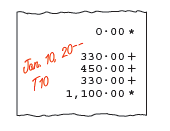 0·00 *
Jan. 10, 20--
330·00 +
450·00 +
T10
330·00 +
1,100·00 *